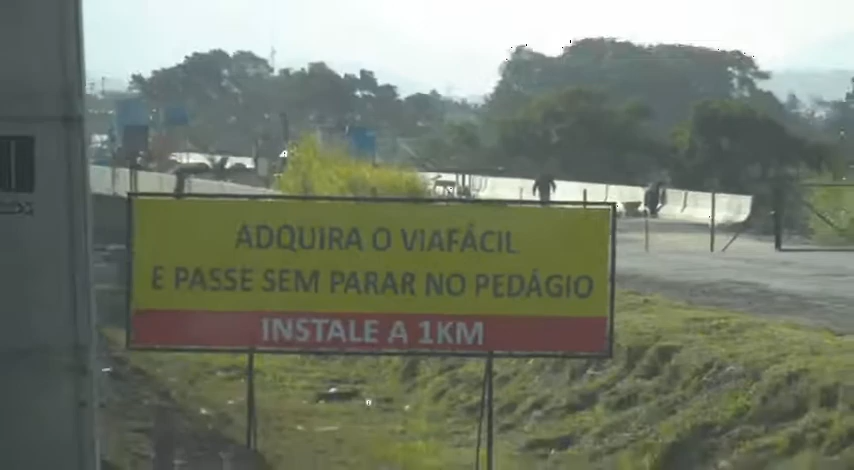 ADQUIRA O VIAFÁCIL
E PASSE SEM PARAR NO PEDÁGIO
INSTALE A 1KM